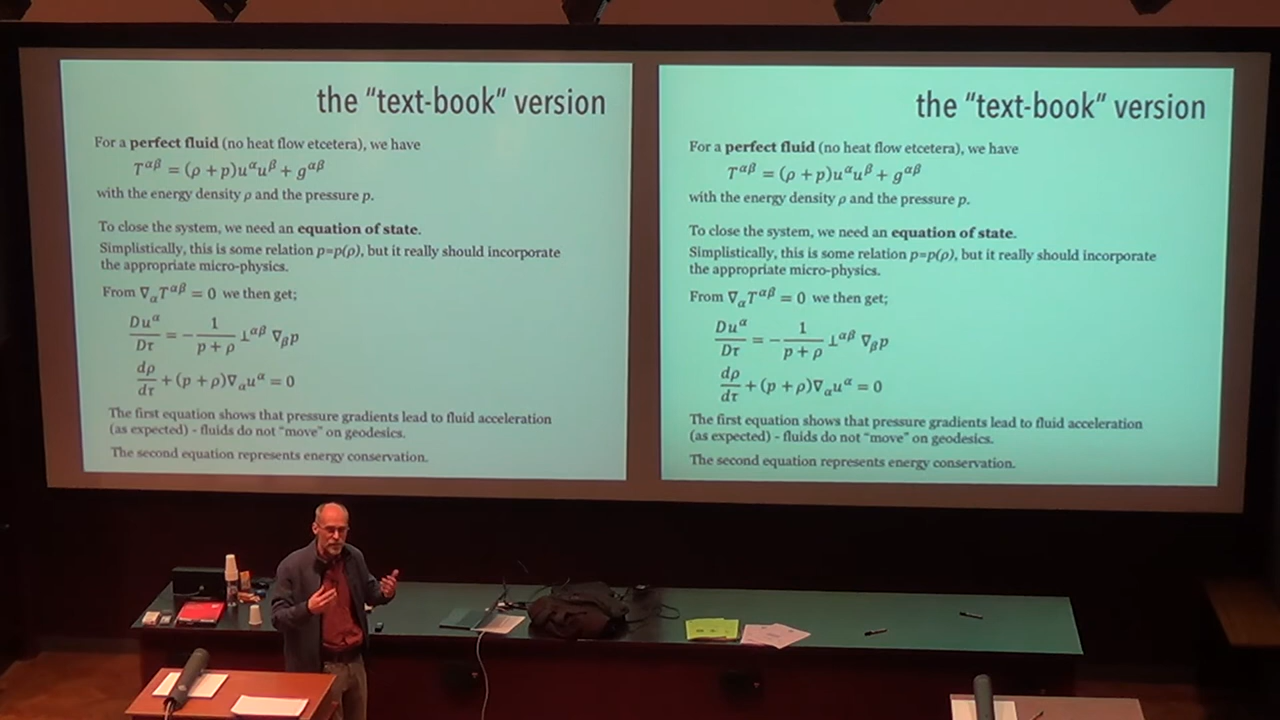 the "text-book" version
For a perfect fluid (no heat flow etcetera), we have
T^{αβ} = (ρ + p)u^α u^β + g^{αβ}
with the energy density ρ and the pressure p.
To close the system, we need an equation of state.
Simplistically, this is some relation p=p(ρ), but it really should incorporate
the appropriate micro-physics.
From ∇_α T^{αβ} = 0 we then get;
Du^α/Dτ = − 1/(p + ρ) ⊥^{αβ} ∇_β p
dρ/dτ + (p + ρ)∇_α u^α = 0
The first equation shows that pressure gradients lead to fluid acceleration
(as expected) - fluids do not "move" on geodesics.
The second equation represents energy conservation.
the "text-book" version
For a perfect fluid (no heat flow etcetera), we have
T^{αβ} = (ρ + p)u^α u^β + g^{αβ}
with the energy density ρ and the pressure p.
To close the system, we need an equation of state.
Simplistically, this is some relation p=p(ρ), but it really should incorporate
the appropriate micro-physics.
From ∇_α T^{αβ} = 0 we then get;
Du^α/Dτ = − 1/(p + ρ) ⊥^{αβ} ∇_β p
dρ/dτ + (p + ρ)∇_α u^α = 0
The first equation shows that pressure gradients lead to fluid acceleration
(as expected) - fluids do not "move" on geodesics.
The second equation represents energy conservation.